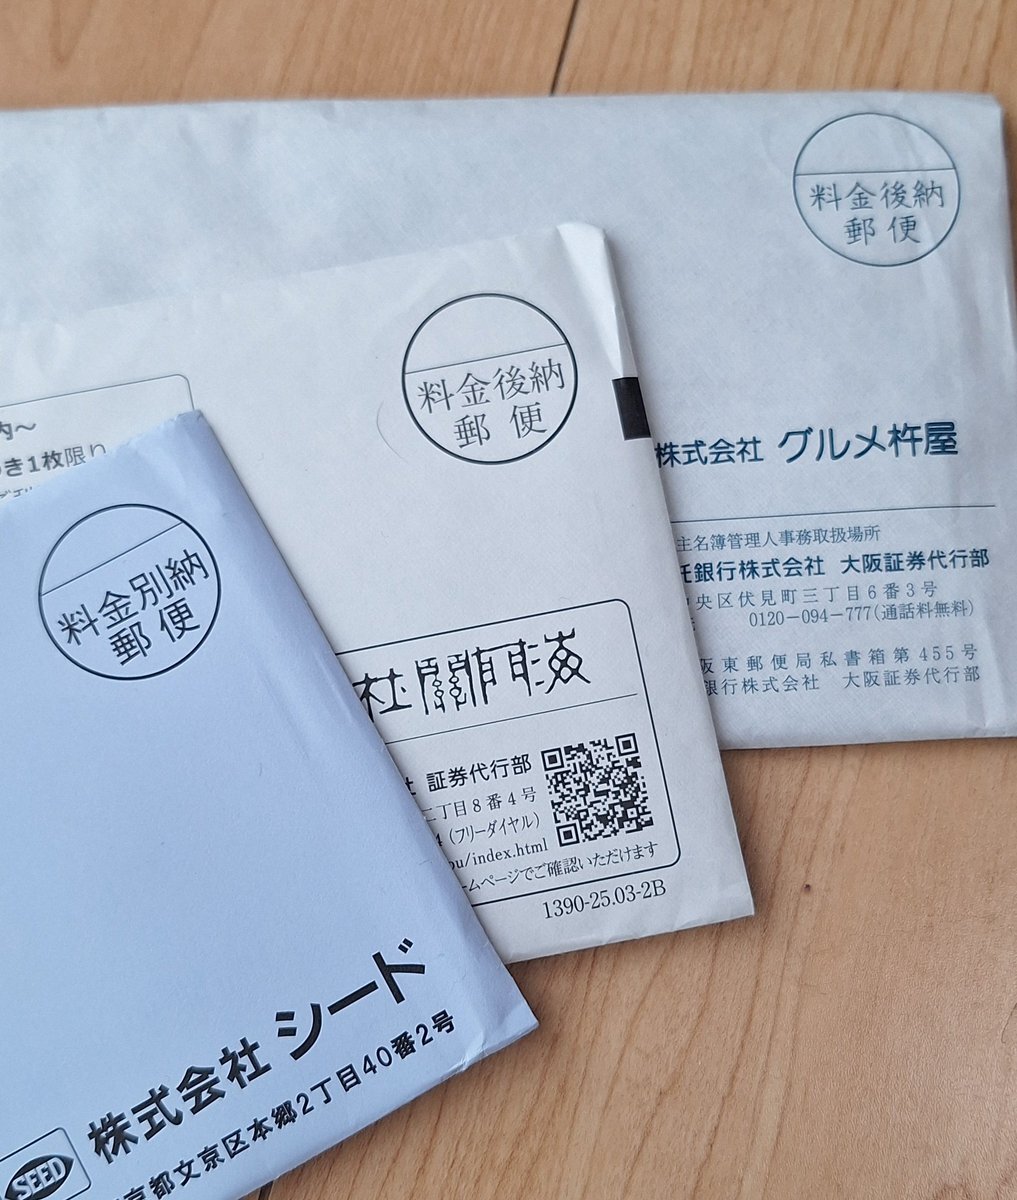 料金後納
郵便
株式会社 グルメ杵屋
主名簿管理人事務取扱場所
託銀行株式会社 大阪証券代行部
中央区伏見町三丁目6番3号
0120-094-777(通話料無料)
阪東郵便局私書箱第455号
銀行株式会社 大阪証券代行部
料金後納
郵便
内〜
き1枚限り
証券代行部
二丁目8番4号
4(フリーダイヤル)
ou/index.html
ームページでご確認いただけます
1390-25.03-2B
料金別納
郵便
株式会社 シード
京都文京区本郷2丁目40番2号
SEED